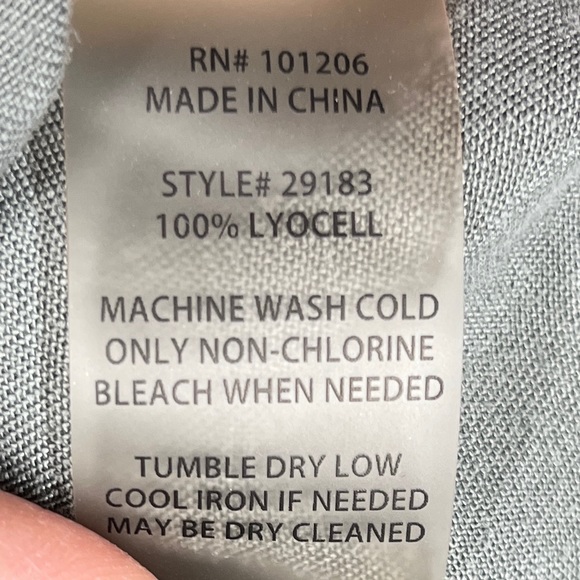 RN# 101206
MADE IN CHINA
STYLE# 29183
100% LYOCELL
MACHINE WASH COLD
ONLY NON-CHLORINE
BLEACH WHEN NEEDED
TUMBLE DRY LOW
COOL IRON IF NEEDED
MAY BE DRY CLEANED